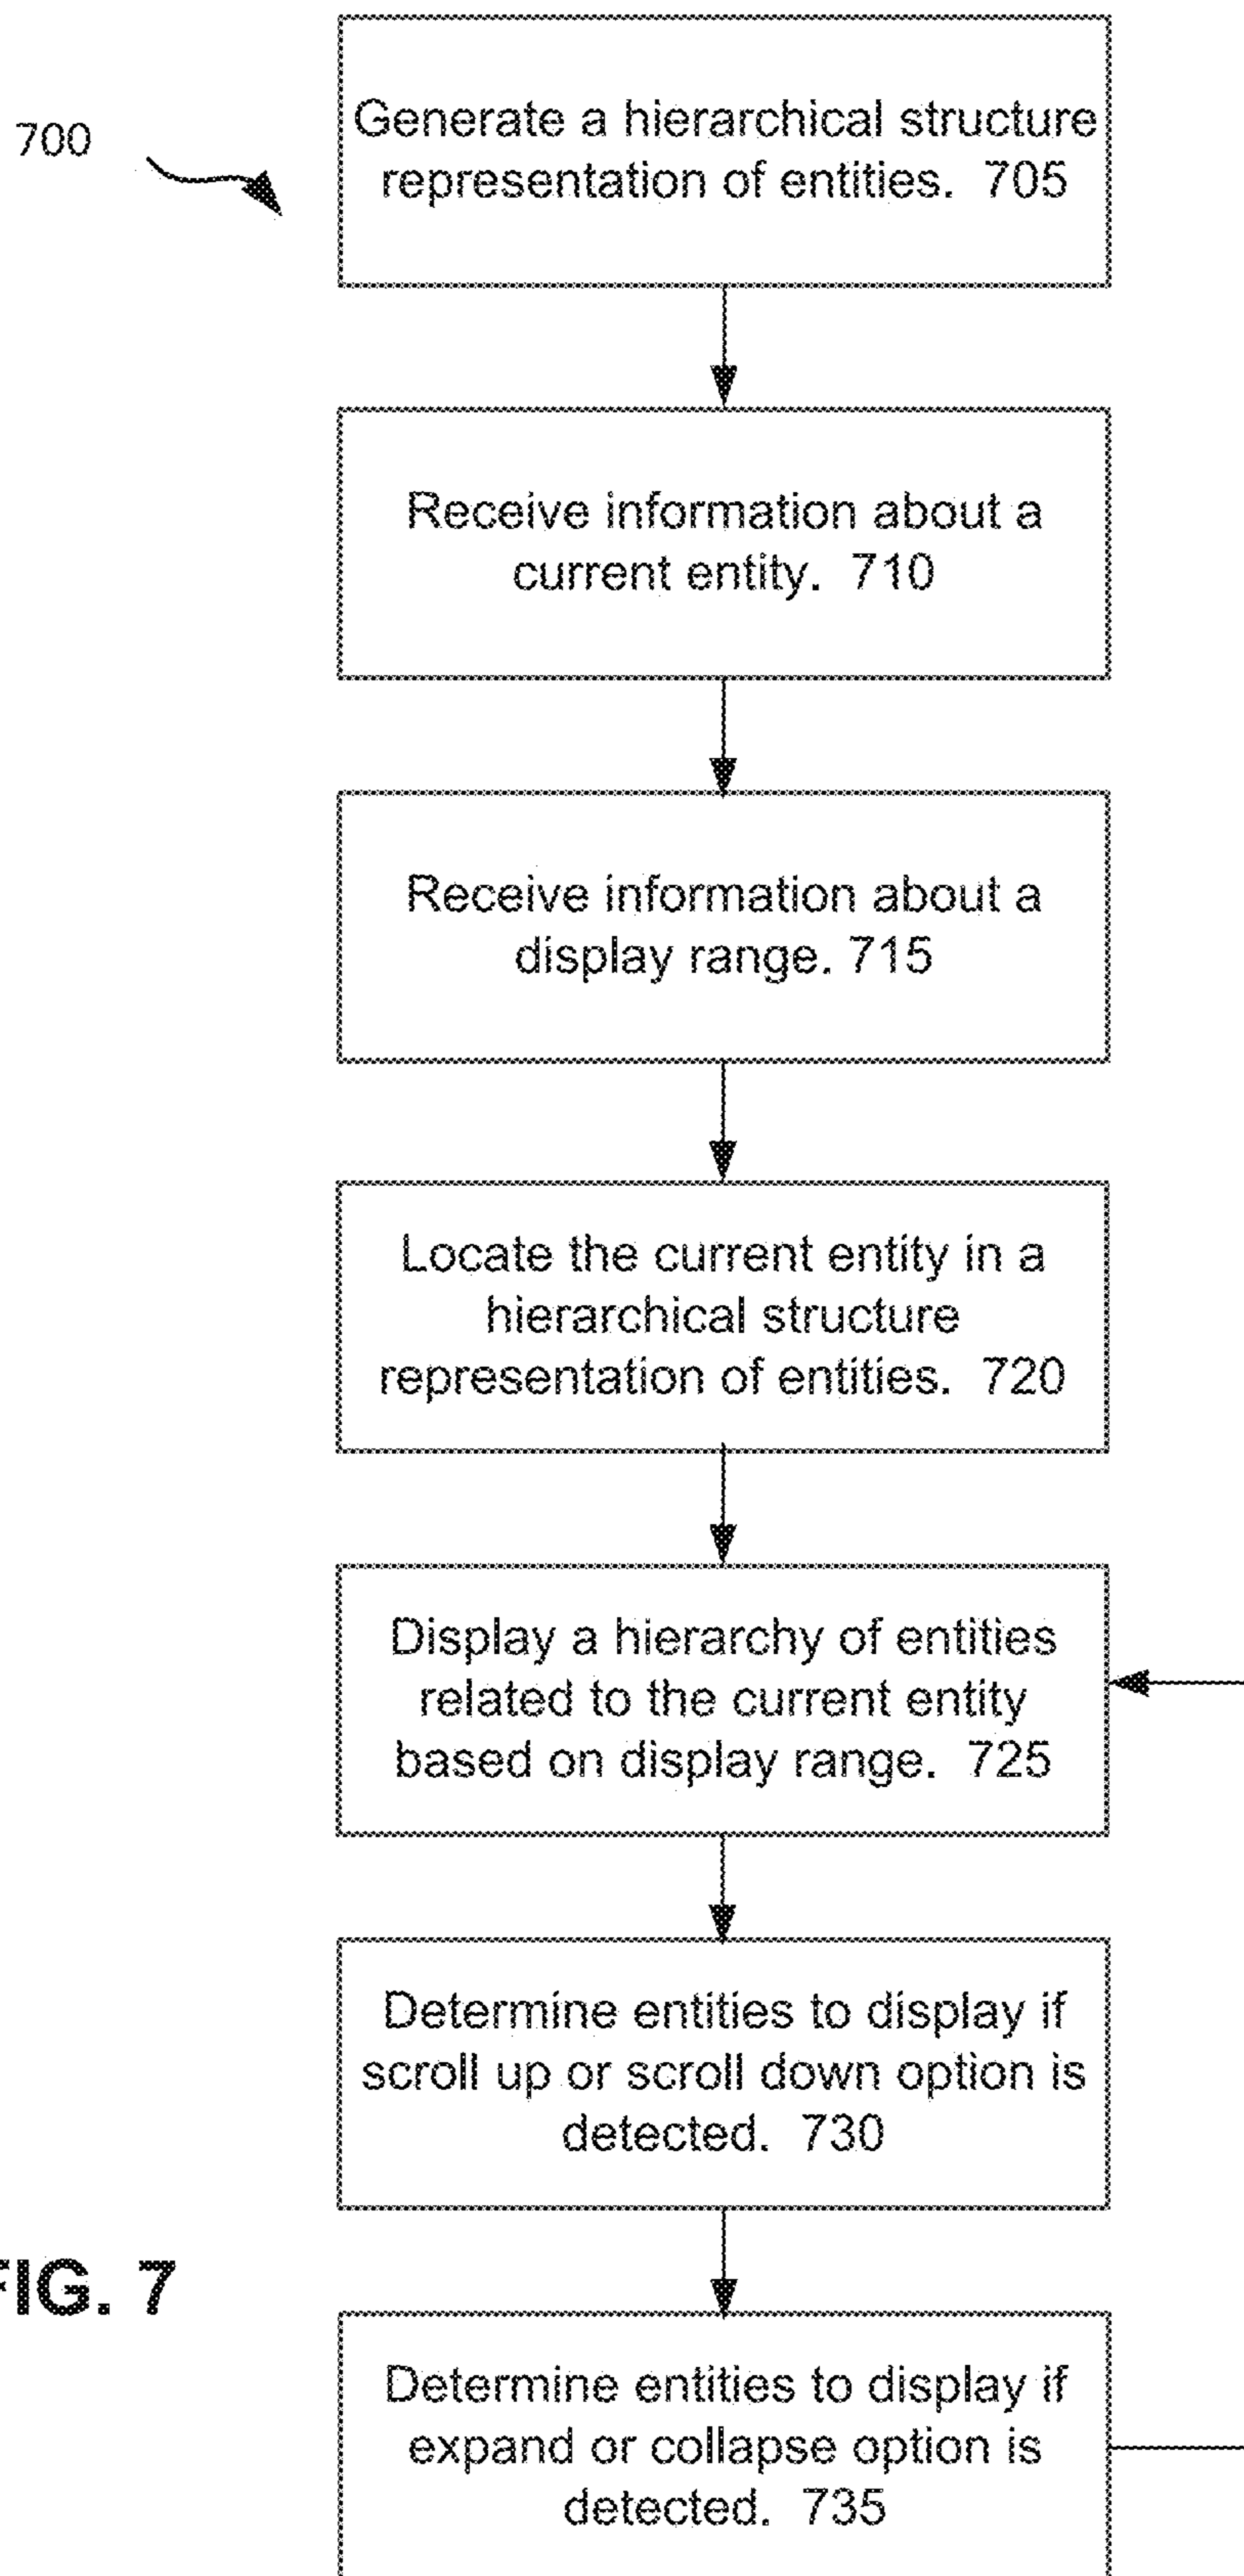 700
Generate a hierarchical structure
representation of entities. 705
Receive information about a
current entity. 710
Receive information about a
display range. 715
Locate the current entity in a
hierarchical structure
representation of entities. 720
Display a hierarchy of entities
related to the current entity
based on display range. 725
Determine entities to display if
scroll up or scroll down option is
detected. 730
FIG. 7
Determine entities to display if
expand or collapse option is
detected. 735